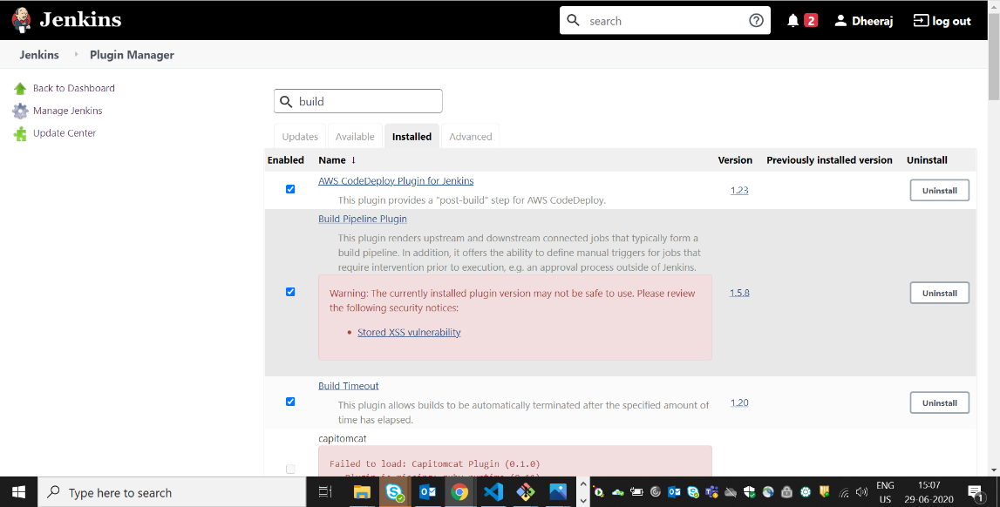 Jenkins
search
2
Dheeraj
log out
Jenkins
Plugin Manager
Back to Dashboard
Manage Jenkins
Update Center
build
Updates
Available
Installed
Advanced
Enabled
Name ↓
Version
Previously installed version
Uninstall
AWS CodeDeploy Plugin for Jenkins
This plugin provides a "post-build" step for AWS CodeDeploy.
1.23
Uninstall
Build Pipeline Plugin
This plugin renders upstream and downstream connected jobs that typically form a
build pipeline. In addition, it offers the ability to define manual triggers for jobs that
require intervention prior to execution, e.g. an approval process outside of Jenkins.
Warning: The currently installed plugin version may not be safe to use. Please review
the following security notices:
• Stored XSS vulnerability
1.5.8
Uninstall
Build Timeout
This plugin allows builds to be automatically terminated after the specified amount of
time has elapsed.
1.20
Uninstall
capitomcat
Failed to load: Capitomcat Plugin (0.1.0)
Type here to search
ENG
US
15:07
29-06-2020
1